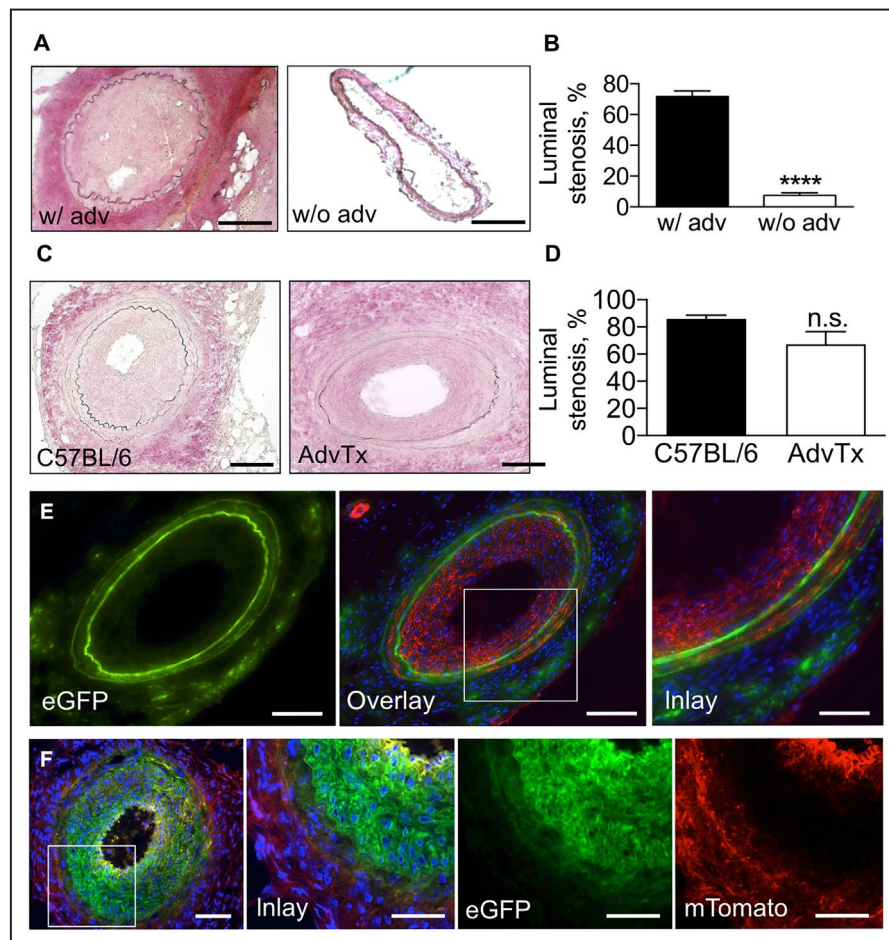 A
w/ adv
w/o adv
B
Luminal
stenosis, %
80
60
40
20
0
****
w/ adv
w/o adv
C
C57BL/6
AdvTx
D
Luminal
stenosis, %
100
80
60
40
20
0
n.s.
C57BL/6
AdvTx
E
eGFP
Overlay
Inlay
F
Inlay
eGFP
mTomato